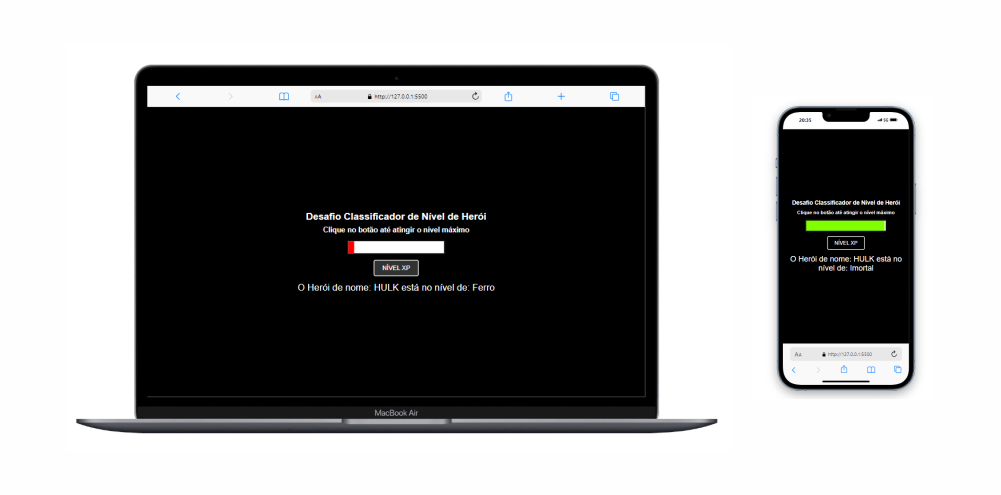 AA http://127.0.0.1:5500
Desafio Classificador de Nível de Herói
Clique no botão até atingir o nível máximo
NÍVEL XP
O Herói de nome: HULK está no nível de: Ferro
MacBook Air
20:35 5G
Desafio Classificador de Nível de Herói
Clique no botão até atingir o nível máximo
NÍVEL XP
O Herói de nome: HULK está no
nível de: Imortal
AA http://127.0.0.1:5500